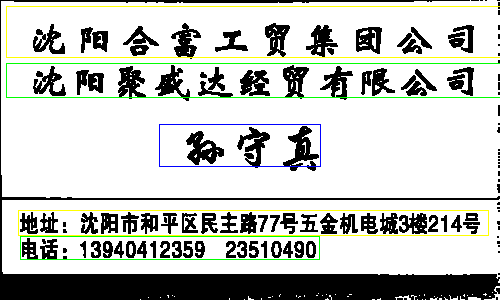 沈阳合富工贸集团公司
沈阳聚盛达经贸有限公司
孙守真
地址：沈阳市和平区民主路77号五金机电城3楼214号
电话：13940412359 23510490